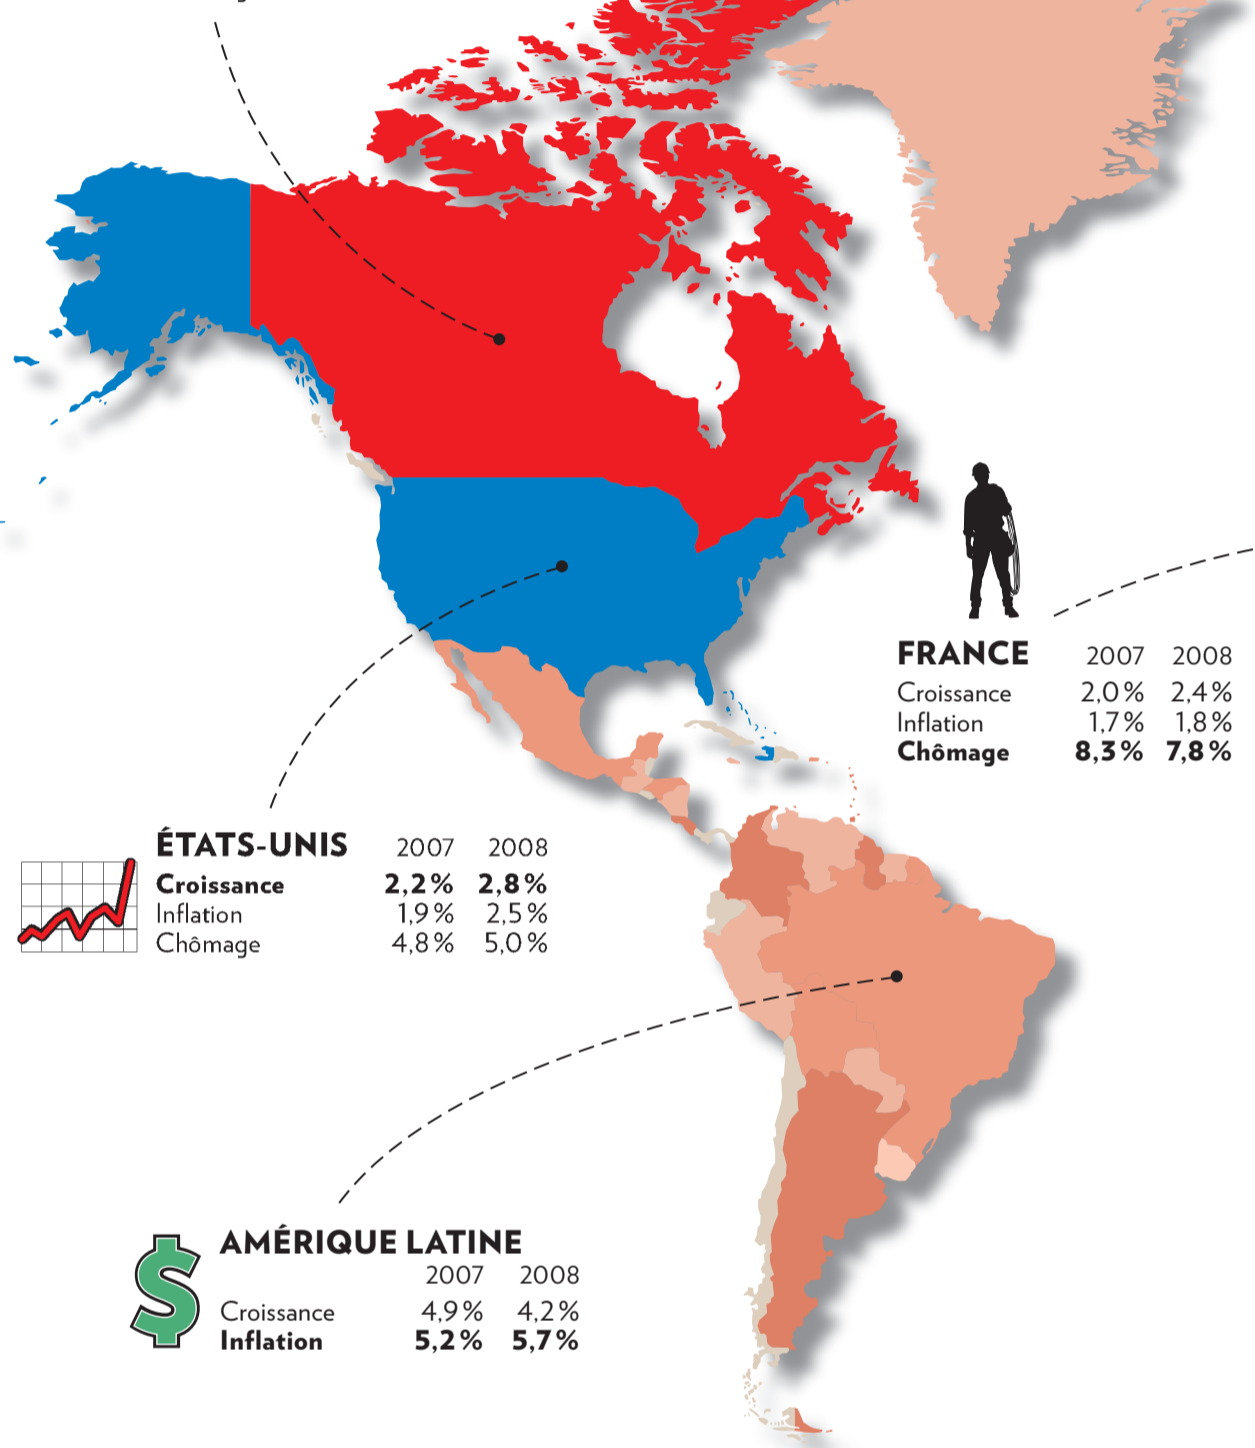 FRANCE 2007 2008
Croissance 2,0 % 2,4 %
Inflation 1,7 % 1,8 %
Chômage 8,3 % 7,8 %
ÉTATS-UNIS 2007 2008
Croissance 2,2 % 2,8 %
Inflation 1,9 % 2,5 %
Chômage 4,8 % 5,0 %
AMÉRIQUE LATINE
2007 2008
Croissance 4,9 % 4,2 %
Inflation 5,2 % 5,7 %